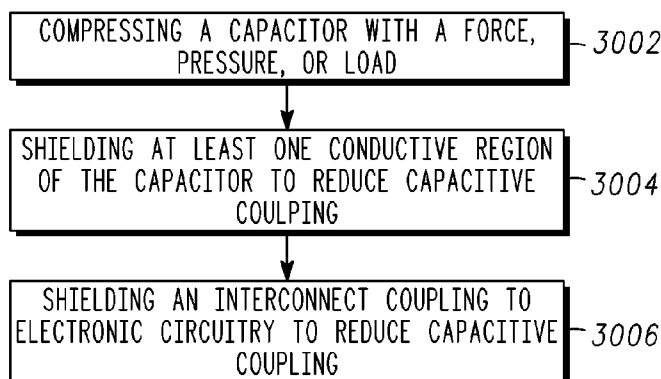 COMPRESSING A CAPACITOR WITH A FORCE,
PRESSURE, OR LOAD
3002
SHIELDING AT LEAST ONE CONDUCTIVE REGION
OF THE CAPACITOR TO REDUCE CAPACITIVE
COULPING
3004
SHIELDING AN INTERCONNECT COUPLING TO
ELECTRONIC CIRCUITRY TO REDUCE CAPACITIVE
COUPLING
3006